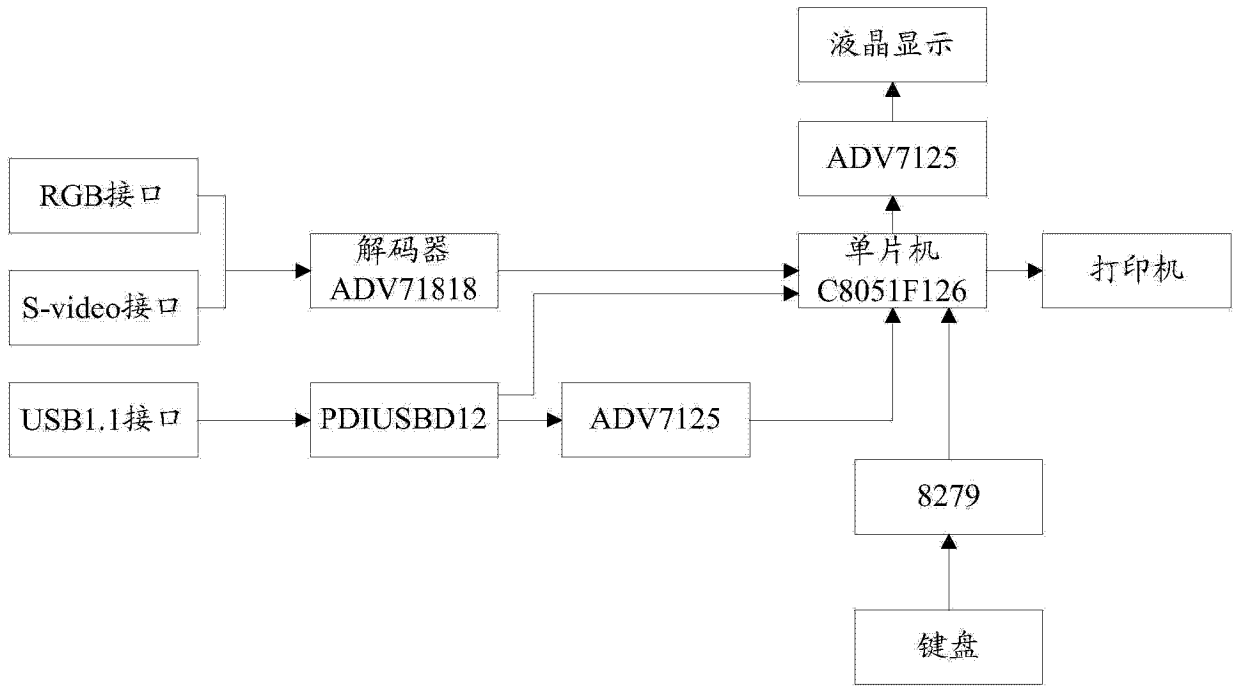 液晶显示
ADV7125
RGB接口
解码器
ADV71818
单片机
C8051F126
打印机
S-video接口
USB1.1接口
PDIUSBD12
ADV7125
8279
键盘